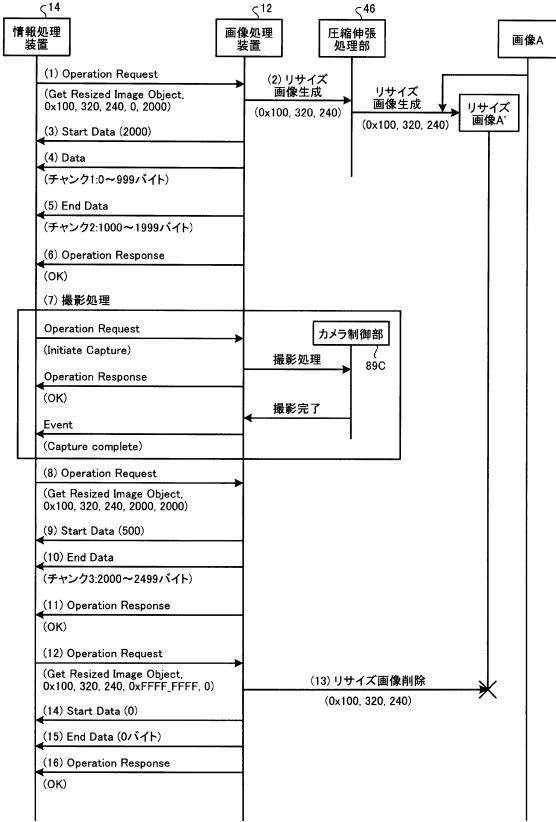 14
12
46
情報処理
装置
画像処理
装置
圧縮伸張
処理部
画像A
(1) Operation Request
(Get Resized Image Object,
0x100, 320, 240, 0, 2000)
(2) リサイズ
画像生成
(0x100, 320, 240)
リサイズ
画像生成
(0x100, 320, 240)
リサイズ
画像A'
(3) Start Data (2000)
(4) Data
(チャンク1:0～999バイト)
(5) End Data
(チャンク2:1000～1999バイト)
(6) Operation Response
(OK)
(7) 撮影処理
Operation Request
(Initiate Capture)
カメラ制御部
89C
撮影処理
Operation Response
(OK)
撮影完了
Event
(Capture complete)
(8) Operation Request
(Get Resized Image Object,
0x100, 320, 240, 2000, 2000)
(9) Start Data (500)
(10) End Data
(チャンク3:2000～2499バイト)
(11) Operation Response
(OK)
(12) Operation Request
(Get Resized Image Object,
0x100, 320, 240, 0xFFFF_FFFF, 0)
(13) リサイズ画像削除
(0x100, 320, 240)
(14) Start Data (0)
(15) End Data (0バイト)
(16) Operation Response
(OK)